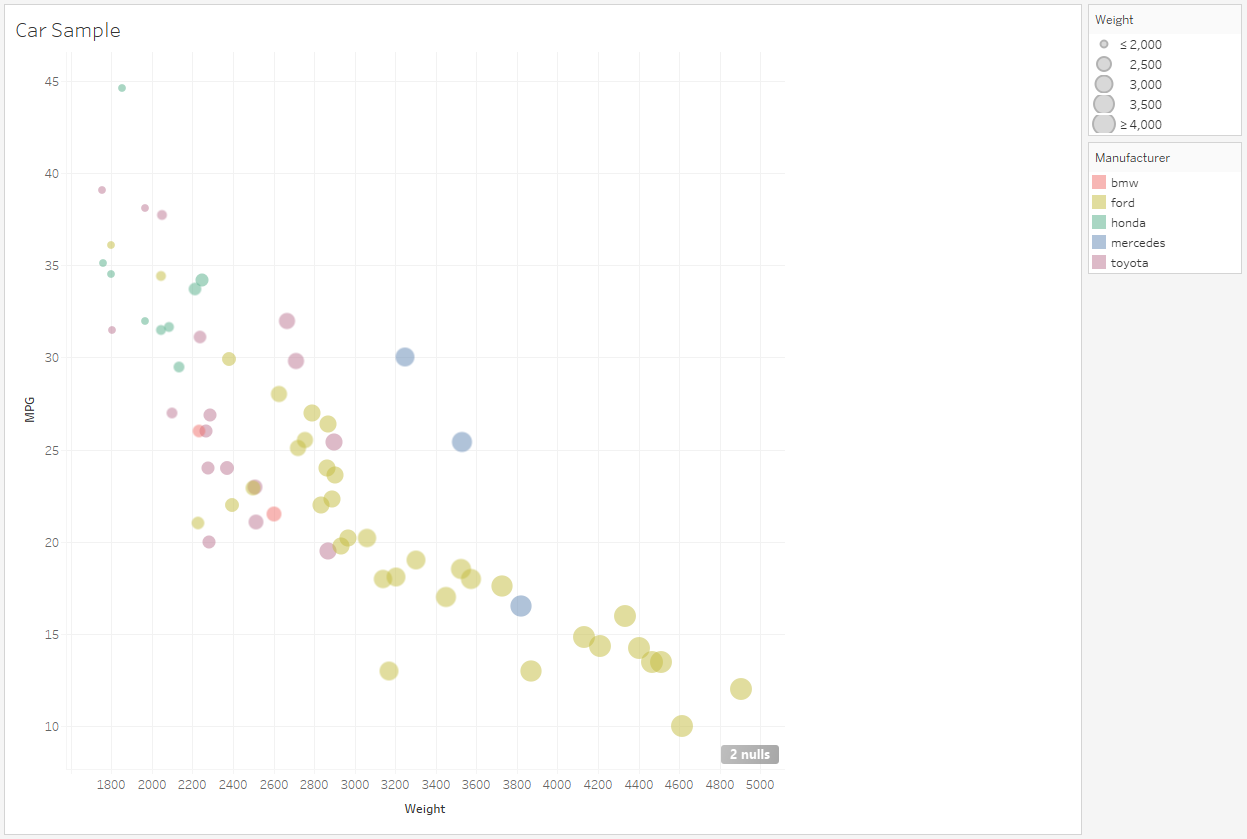 Car Sample
45
40
35
30
25
20
15
10
MPG
2 nulls
1800 2000 2200 2400 2600 2800 3000 3200 3400 3600 3800 4000 4200 4400 4600 4800 5000
Weight
Weight
≤ 2,000
2,500
3,000
3,500
≥ 4,000
Manufacturer
bmw
ford
honda
mercedes
toyota